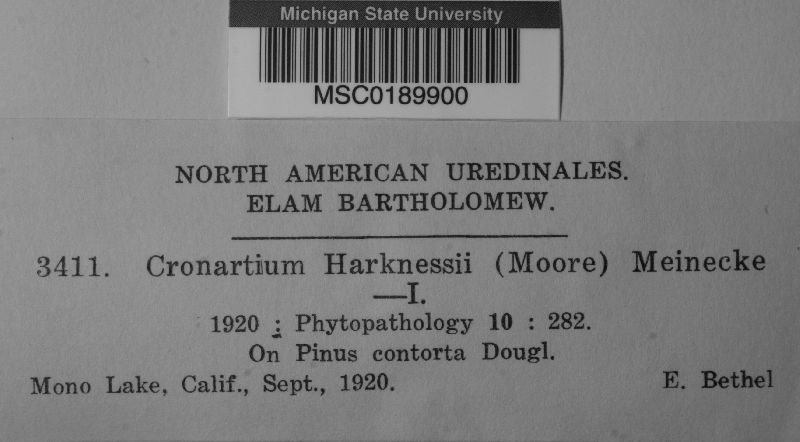 Michigan State University
MSC0189900
NORTH AMERICAN UREDINALES.
ELAM BARTHOLOMEW.
3411. Cronartium Harknessii (Moore) Meinecke
—I.
1920 : Phytopathology 10 : 282.
On Pinus contorta Dougl.
Mono Lake, Calif., Sept., 1920. E. Bethel